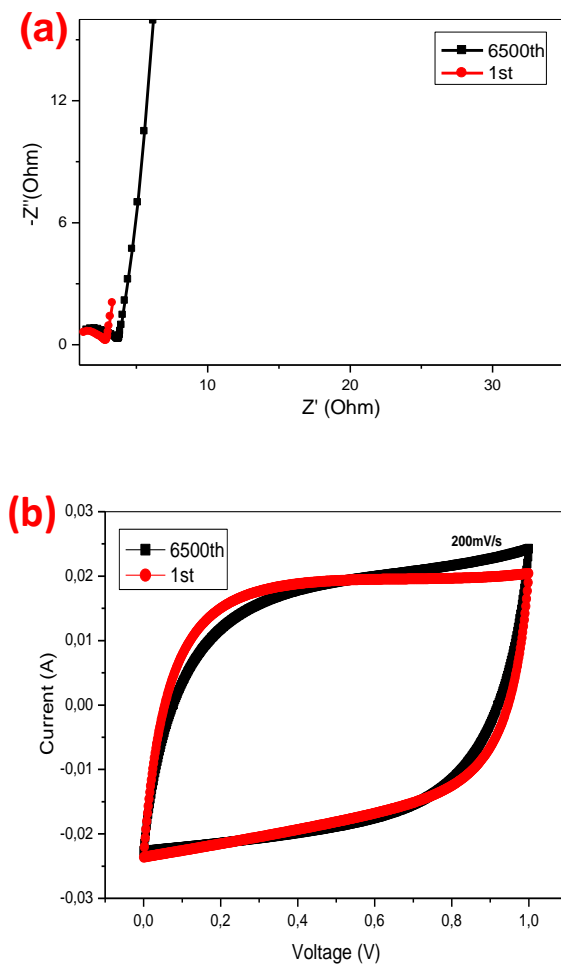 (a)
6500th
1st
12
6
0
-Z"(Ohm)
10
20
30
Z' (Ohm)
(b)
0,03
0,02
0,01
0,00
-0,01
-0,02
-0,03
Current (A)
6500th
1st
200mV/s
0,0
0,2
0,4
0,6
0,8
1,0
Voltage (V)